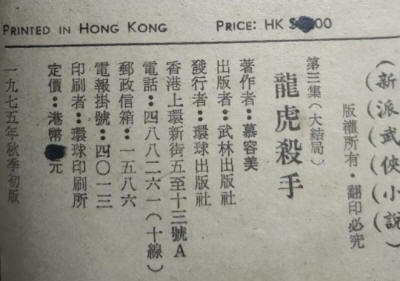 PRINTED IN HONG KONG PRICE: HK $ 00
（新派武俠小說）
版權所有·翻印必究
第三集（大結局）
龍虎殺手
著作者：慕容美
出版者：武林出版社
發行者：環球出版社
香港上環新街五至十三號A
電話：四八八二六一（十線）
郵政信箱：一五八六
電報掛號：四〇一三
印刷者：環球印刷所
定價：港幣 元
一九七五年秋季初版